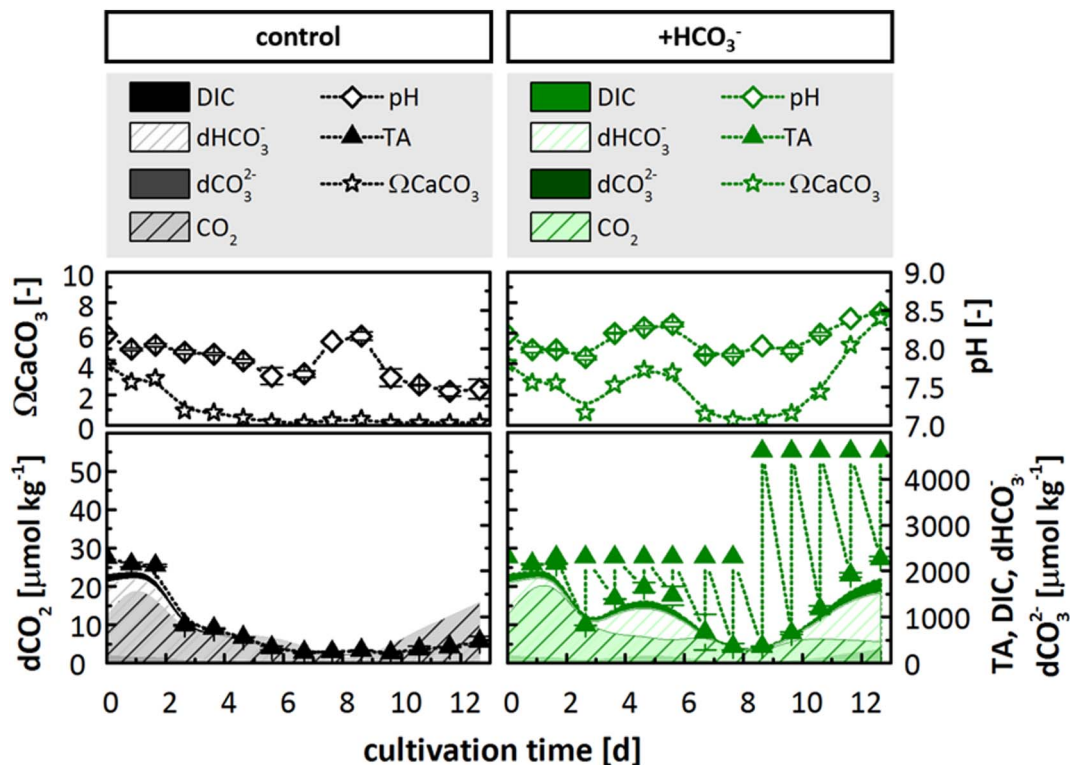 control
+HCO₃⁻
DIC
pH
dHCO₃⁻
TA
dCO₃²⁻
ΩCaCO₃
CO₂
DIC
pH
dHCO₃⁻
TA
dCO₃²⁻
ΩCaCO₃
CO₂
ΩCaCO₃ [-]
10
8
6
4
2
0
9.0
8.5
8.0
7.5
7.0
pH [-]
dCO₂ [µmol kg⁻¹]
50
40
30
20
10
0
4000
3000
2000
1000
0
TA, DIC, dHCO₃⁻,
dCO₃²⁻ [µmol kg⁻¹]
0 2 4 6 8 10 12
0 2 4 6 8 10 12
cultivation time [d]